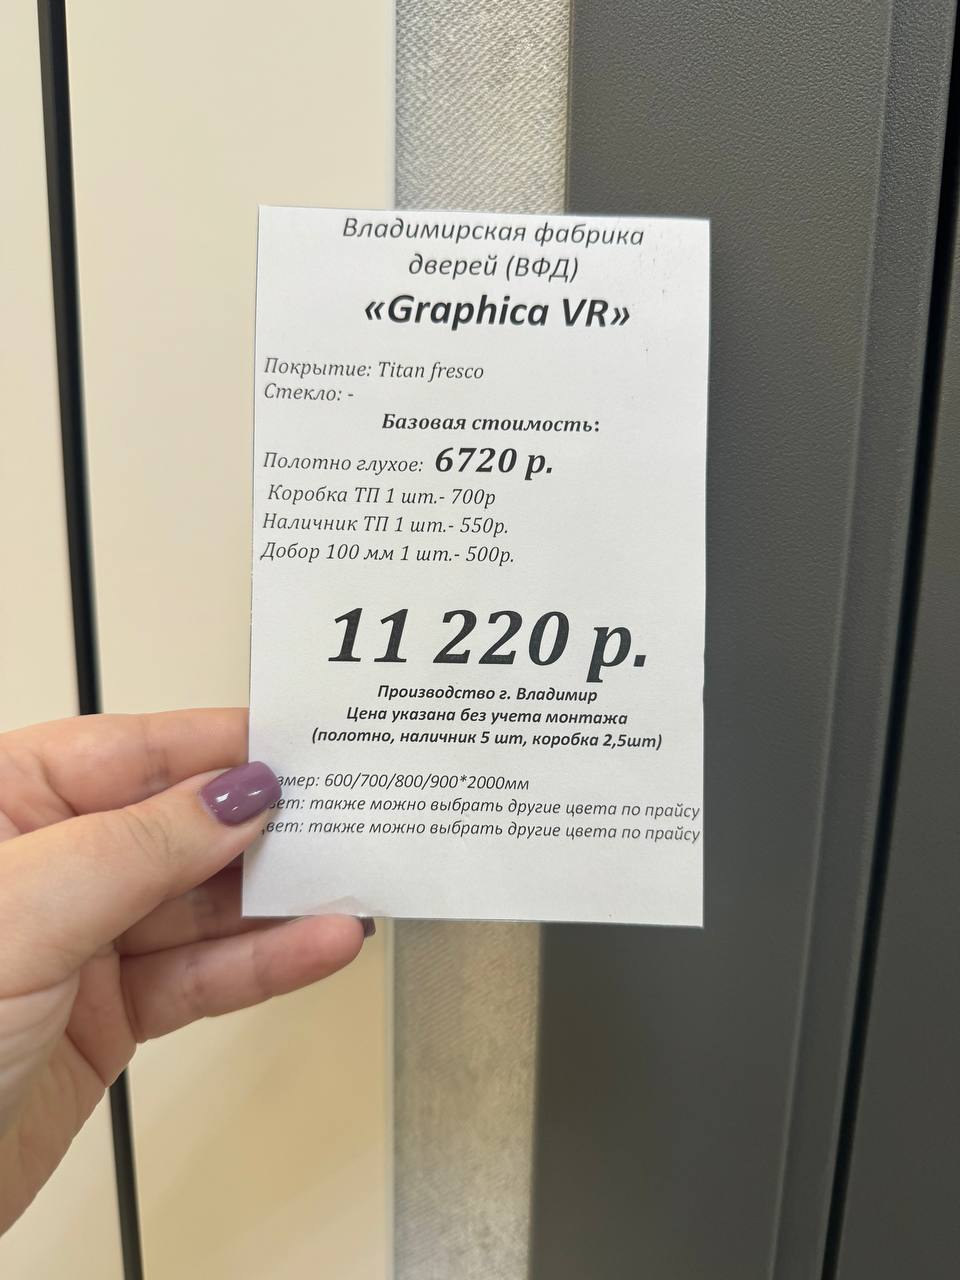 Владимирская фабрика
дверей (ВФД)
«Graphica VR»
Покрытие: Titan fresco
Стекло: -
Базовая стоимость:
Полотно глухое: 6720 р.
Коробка ТП 1 шт.- 700р
Наличник ТП 1 шт.- 550р.
Добор 100 мм 1 шт.- 500р.
11 220 р.
Производство г. Владимир
Цена указана без учета монтажа
(полотно, наличник 5 шт, коробка 2,5шт)
змер: 600/700/800/900*2000мм
вет: также можно выбрать другие цвета по прайсу
вет: также можно выбрать другие цвета по прайсу